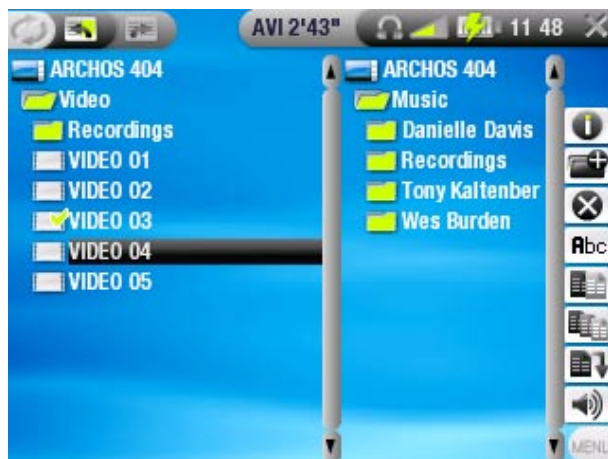 AVI 2'43"
11 48
ARCHOS 404
Video
Recordings
VIDEO 01
VIDEO 02
VIDEO 03
VIDEO 04
VIDEO 05
ARCHOS 404
Music
Danielle Davis
Recordings
Tony Kaltenber
Wes Burden
i
Abc
MENU